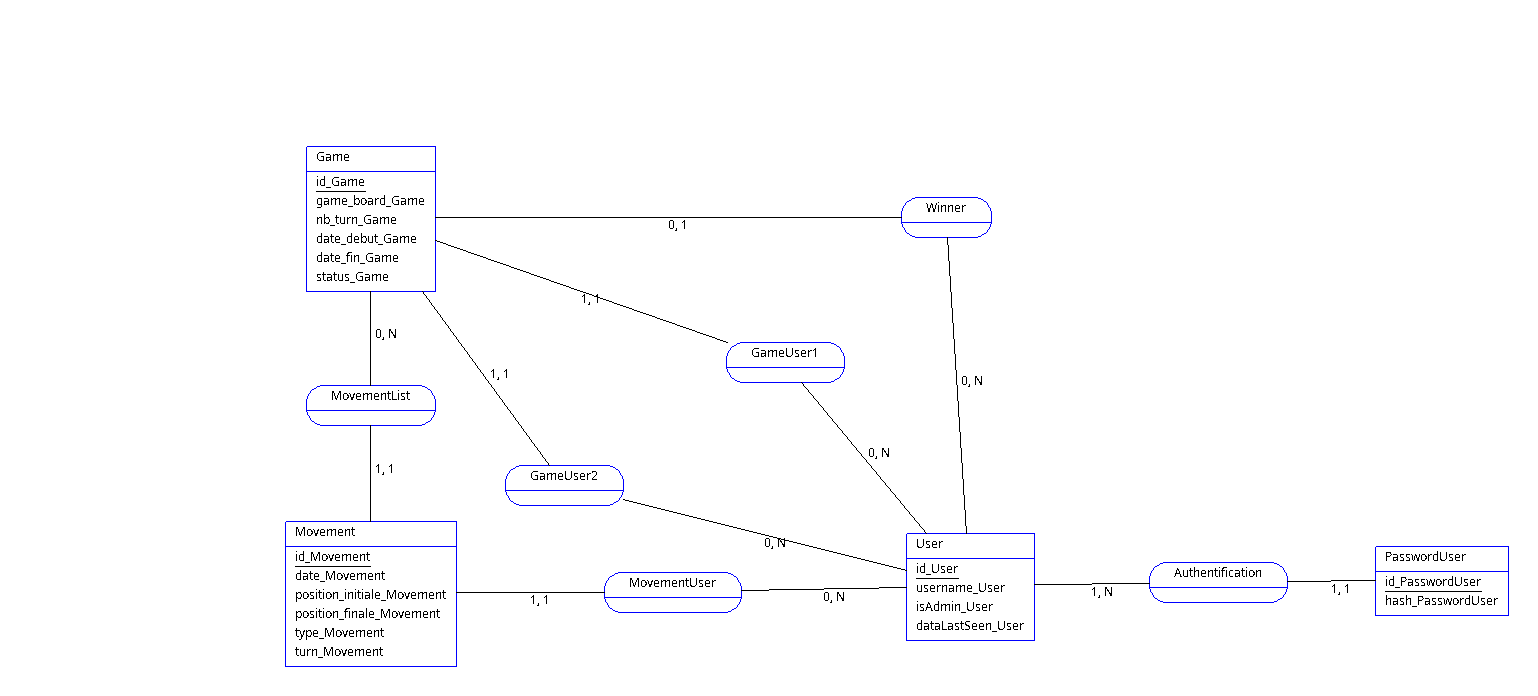 Game
id_Game
game_board_Game
nb_turn_Game
date_debut_Game
date_fin_Game
status_Game
Winner
0, 1
1, 1
0, N
GameUser1
1, 1
0, N
MovementList
0, N
1, 1
GameUser2
0, N
0, N
Movement
id_Movement
date_Movement
position_initiale_Movement
position_finale_Movement
type_Movement
turn_Movement
1, 1
MovementUser
0, N
User
id_User
username_User
isAdmin_User
dataLastSeen_User
1, N
Authentification
1, 1
PasswordUser
id_PasswordUser
hash_PasswordUser